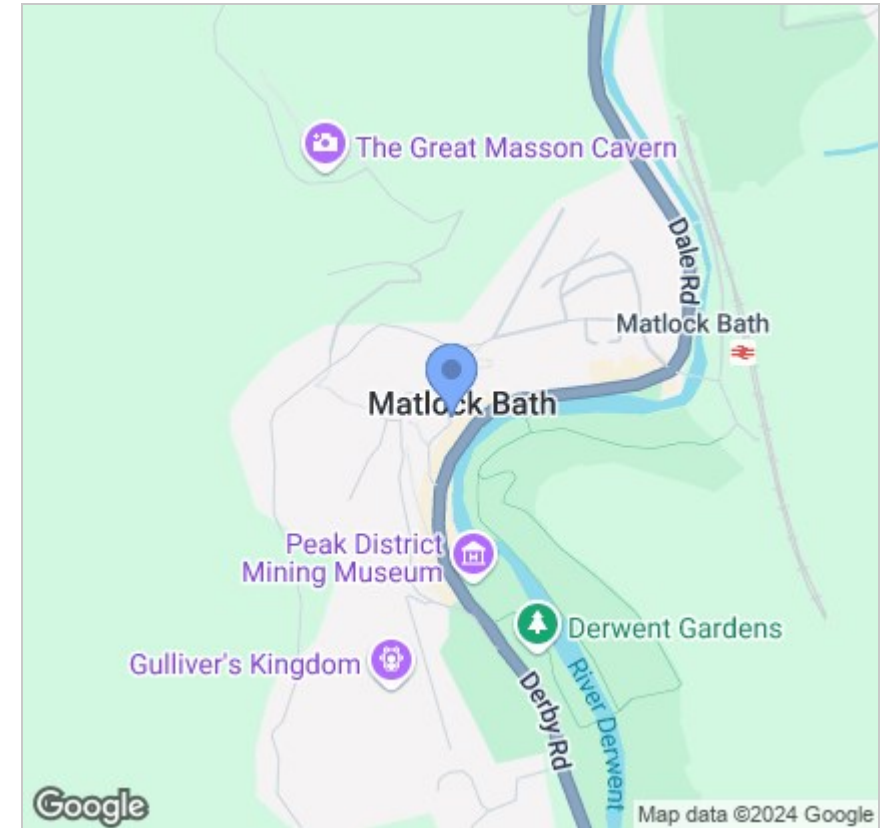 The Great Masson Cavern
Dale Rd
Matlock Bath
Matlock Bath
Peak District
Mining Museum
Derwent Gardens
Gulliver's Kingdom
River Derwent
Derby Rd
Google
Map data ©2024 Google